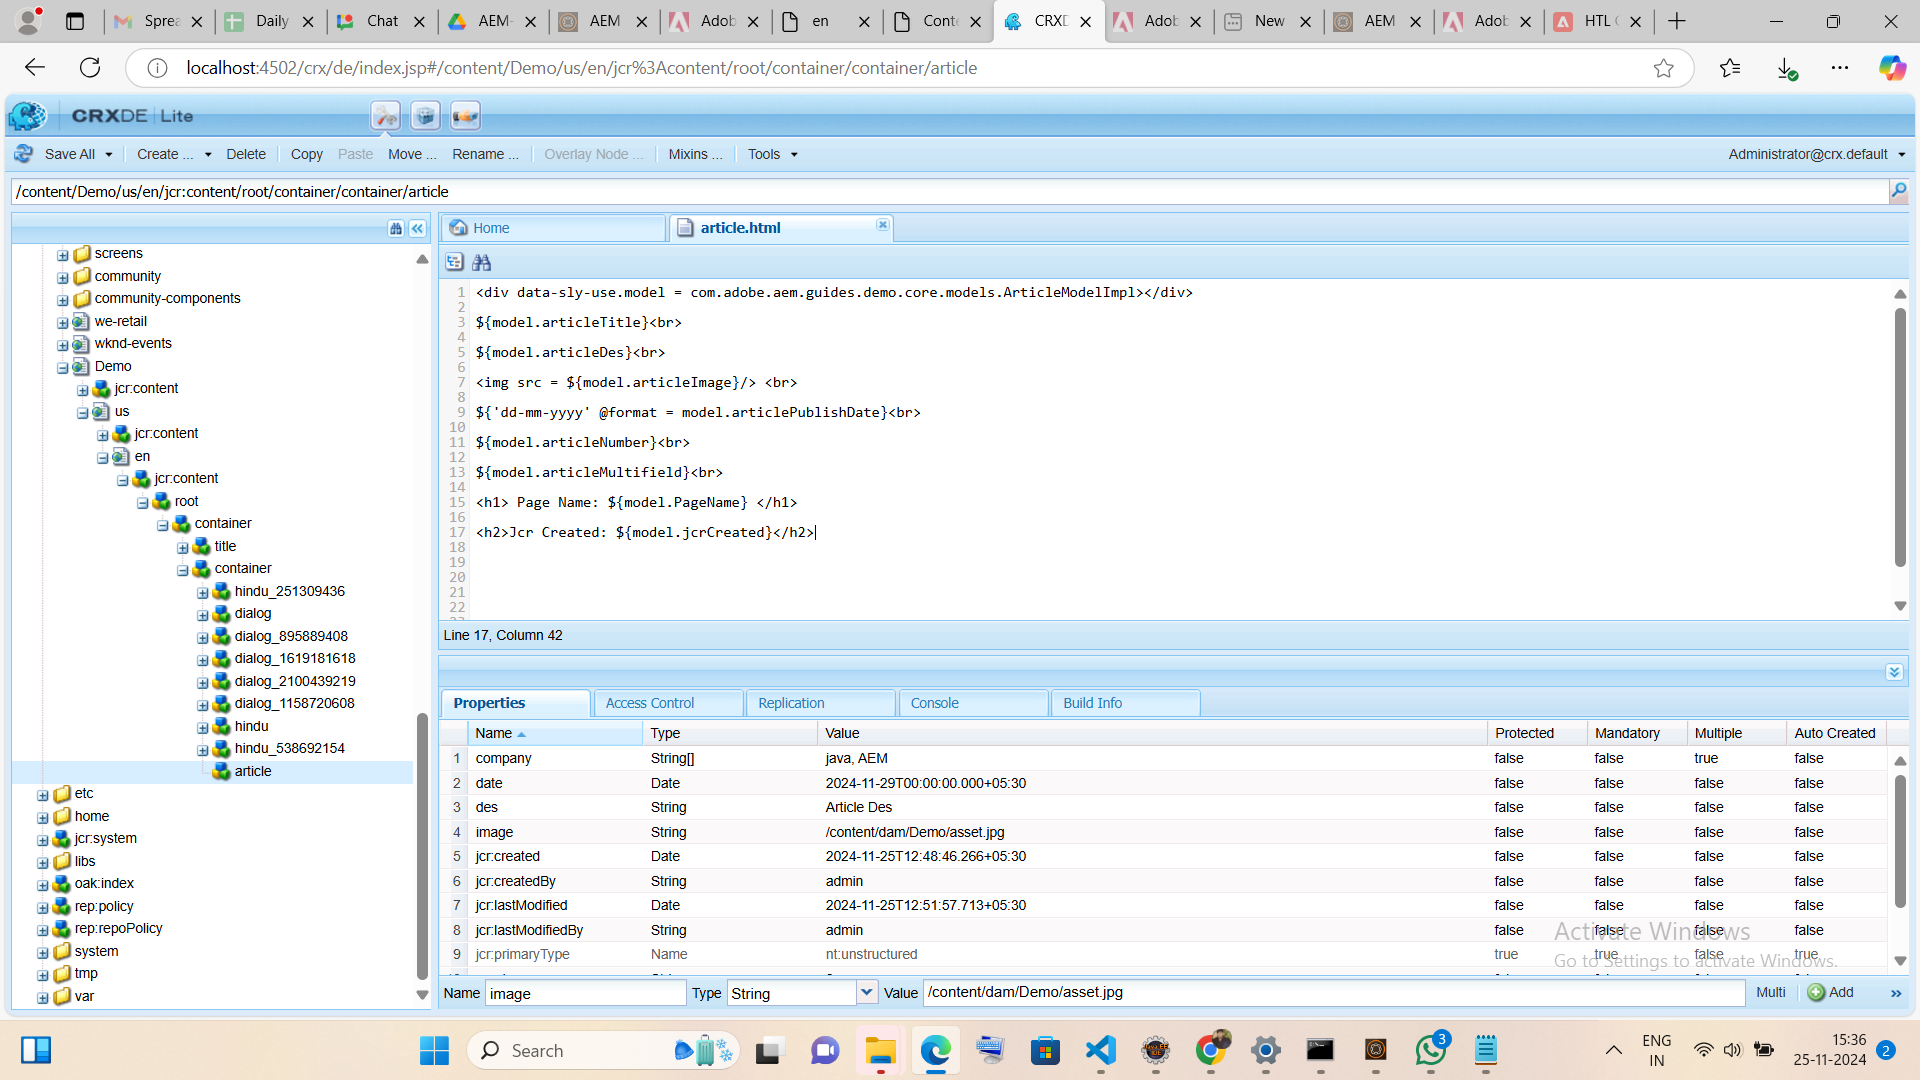 Sprea
Daily
Chat
AEM-
AEM
Adob
en
Conte
CRXD
Adob
New
AEM
Adob
HTL
localhost:4502/crx/de/index.jsp#/content/Demo/us/en/jcr%3Acontent/root/container/container/article
CRXDE Lite
Save All Create ... Delete Copy Paste Move ... Rename ... Overlay Node ... Mixins ... Tools Administrator@crx.default
/content/Demo/us/en/jcr:content/root/container/container/article
screens
community
community-components
we-retail
wknd-events
Demo
jcr:content
us
jcr:content
en
jcr:content
root
container
title
container
hindu_251309436
dialog
dialog_895889408
dialog_1619181618
dialog_2100439219
dialog_1158720608
hindu
hindu_538692154
article
etc
home
jcr:system
libs
oak:index
rep:policy
rep:repoPolicy
system
tmp
var
Home article.html
1 <div data-sly-use.model = com.adobe.aem.guides.demo.core.models.ArticleModelImpl></div>
2
3 ${model.articleTitle}<br>
4
5 ${model.articleDes}<br>
6
7 <img src = ${model.articleImage}/> <br>
8
9 ${'dd-mm-yyyy' @format = model.articlePublishDate}<br>
10
11 ${model.articleNumber}<br>
12
13 ${model.articleMultifield}<br>
14
15 <h1> Page Name: ${model.PageName} </h1>
16
17 <h2>Jcr Created: ${model.jcrCreated}</h2>
18
19
20
21
22
Line 17, Column 42
Properties Access Control Replication Console Build Info
Name Type Value Protected Mandatory Multiple Auto Created
1 company String[] java, AEM false false true false
2 date Date 2024-11-29T00:00:00.000+05:30 false false false false
3 des String Article Des false false false false
4 image String /content/dam/Demo/asset.jpg false false false false
5 jcr:created Date 2024-11-25T12:48:46.266+05:30 false false false false
6 jcr:createdBy String admin false false false false
7 jcr:lastModified Date 2024-11-25T12:51:57.713+05:30 false false false false
8 jcr:lastModifiedBy String admin false false false false
9 jcr:primaryType Name nt:unstructured true true false true
Activate Windows
Go to Settings to activate Windows.
Name image Type String Value /content/dam/Demo/asset.jpg Multi Add
Search
3
ENG
IN
15:36
25-11-2024
2